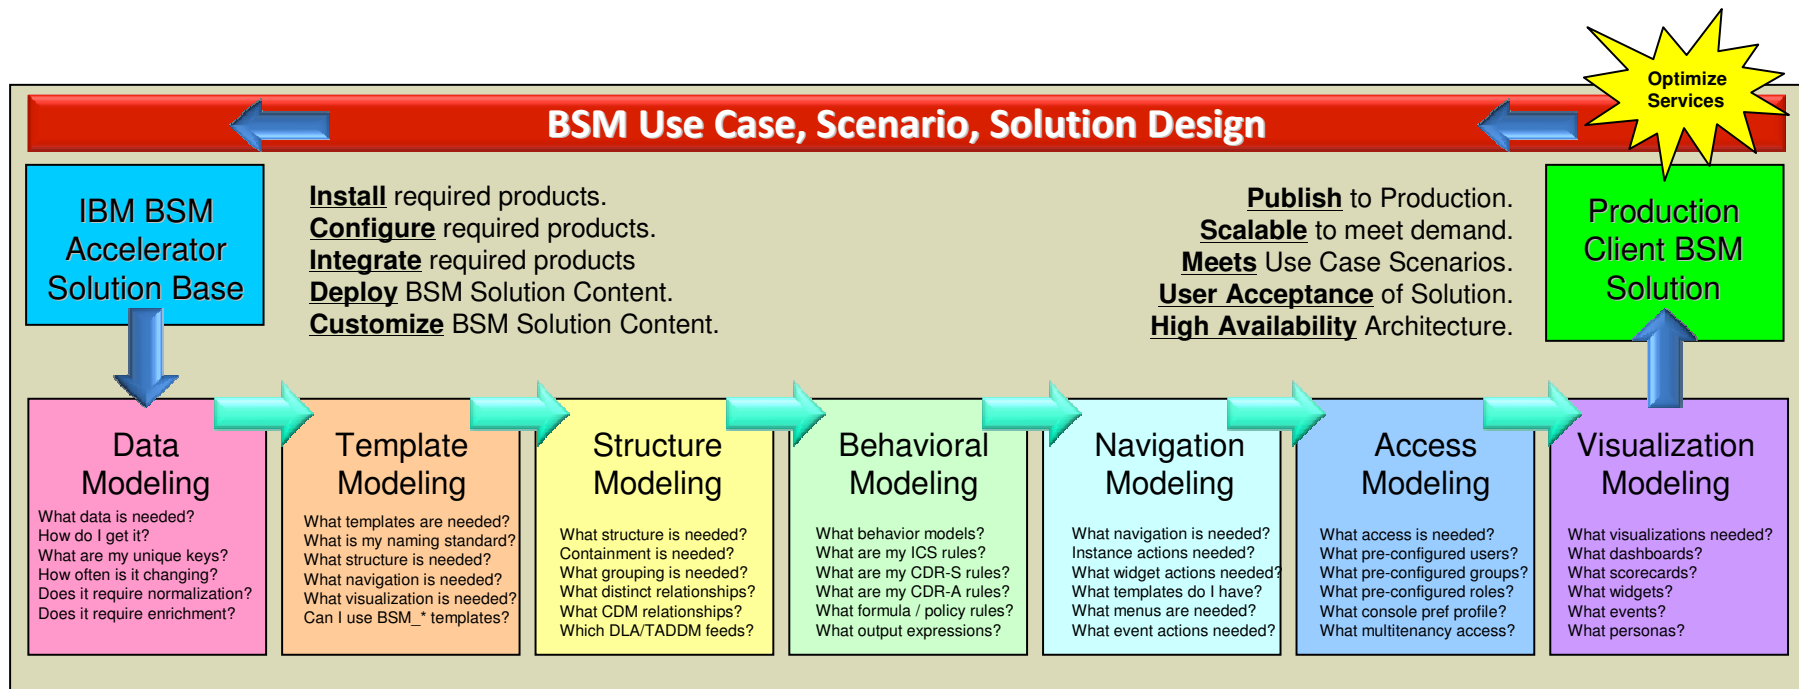 Optimize
Services
BSM Use Case, Scenario, Solution Design
IBM BSM
Accelerator
Solution Base
Install required products.
Configure required products.
Integrate required products
Deploy BSM Solution Content.
Customize BSM Solution Content.
Publish to Production.
Scalable to meet demand.
Meets Use Case Scenarios.
User Acceptance of Solution.
High Availability Architecture.
Production
Client BSM
Solution
Data
Modeling
What data is needed?
How do I get it?
What are my unique keys?
How often is it changing?
Does it require normalization?
Does it require enrichment?
Template
Modeling
What templates are needed?
What is my naming standard?
What structure is needed?
What navigation is needed?
What visualization is needed?
Can I use BSM_* templates?
Structure
Modeling
What structure is needed?
Containment is needed?
What grouping is needed?
What distinct relationships?
What CDM relationships?
Which DLA/TADDM feeds?
Behavioral
Modeling
What behavior models?
What are my ICS rules?
What are my CDR-S rules?
What are my CDR-A rules?
What formula / policy rules?
What output expressions?
Navigation
Modeling
What navigation is needed?
Instance actions needed?
What widget actions needed?
What templates do I have?
What menus are needed?
What event actions needed?
Access
Modeling
What access is needed?
What pre-configured users?
What pre-configured groups?
What pre-configured roles?
What console pref profile?
What multitenancy access?
Visualization
Modeling
What visualizations needed?
What dashboards?
What scorecards?
What widgets?
What events?
What personas?